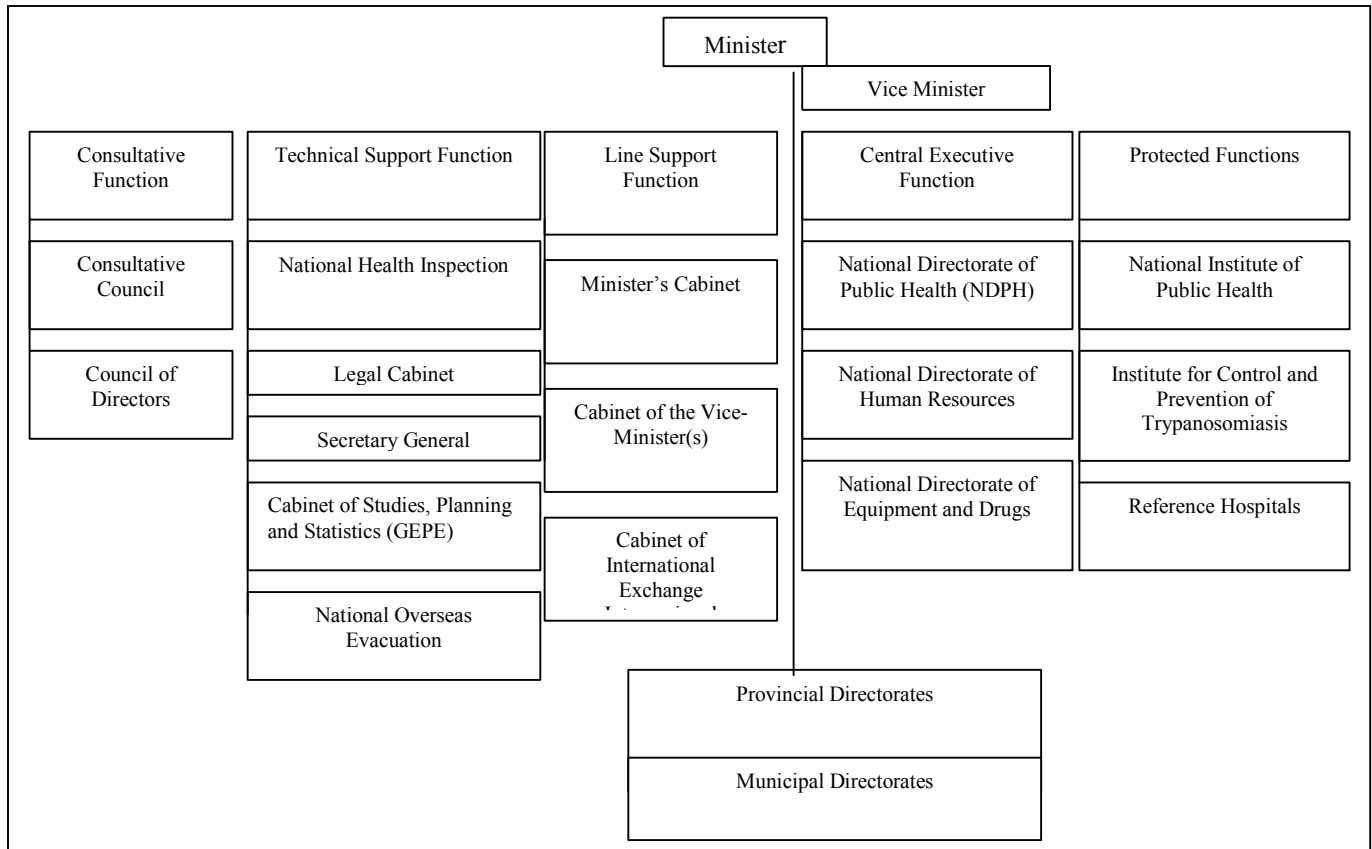 Minister
Vice Minister
Consultative
Function
Consultative
Council
Council of
Directors
Technical Support Function
National Health Inspection
Legal Cabinet
Secretary General
Cabinet of Studies, Planning
and Statistics (GEPE)
National Overseas
Evacuation
Line Support
Function
Minister’s Cabinet
Cabinet of the Vice-
Minister(s)
Cabinet of
International
Exchange
Central Executive
Function
National Directorate of
Public Health (NDPH)
National Directorate of
Human Resources
National Directorate of
Equipment and Drugs
Protected Functions
National Institute of
Public Health
Institute for Control and
Prevention of
Trypanosomiasis
Reference Hospitals
Provincial Directorates
Municipal Directorates